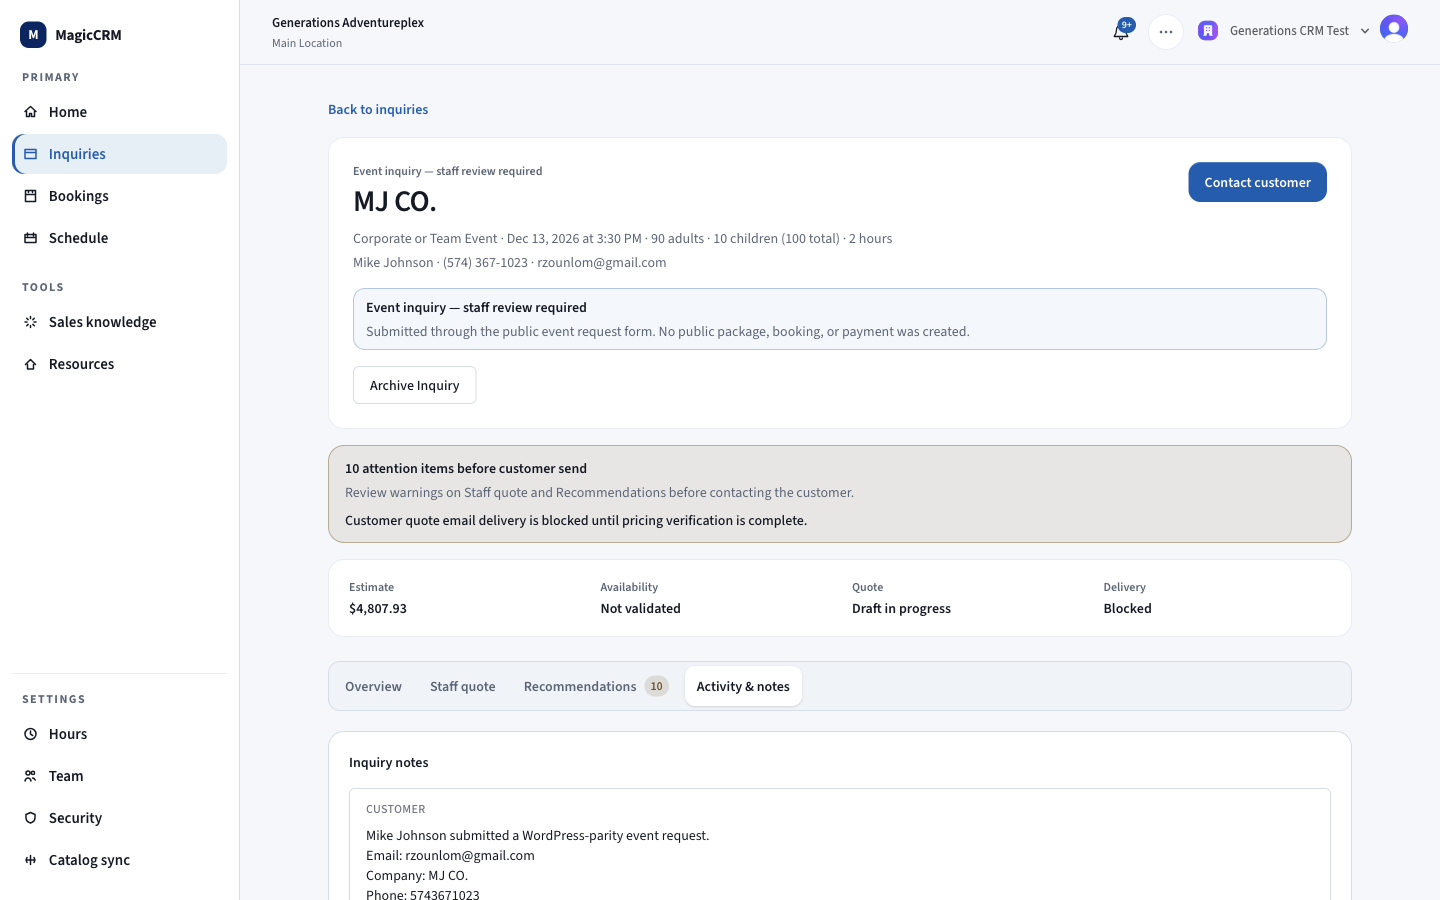 M MagicCRM
PRIMARY
Home
Inquiries
Bookings
Schedule
TOOLS
Sales knowledge
Resources
SETTINGS
Hours
Team
Security
Catalog sync
Generations Adventureplex
Main Location
9+
Generations CRM Test
Back to inquiries
Event inquiry — staff review required
MJ CO.
Contact customer
Corporate or Team Event · Dec 13, 2026 at 3:30 PM · 90 adults · 10 children (100 total) · 2 hours
Mike Johnson · (574) 367-1023 · rzounlom@gmail.com
Event inquiry — staff review required
Submitted through the public event request form. No public package, booking, or payment was created.
Archive Inquiry
10 attention items before customer send
Review warnings on Staff quote and Recommendations before contacting the customer.
Customer quote email delivery is blocked until pricing verification is complete.
Estimate
$4,807.93
Availability
Not validated
Quote
Draft in progress
Delivery
Blocked
Overview
Staff quote
Recommendations 10
Activity & notes
Inquiry notes
CUSTOMER
Mike Johnson submitted a WordPress-parity event request.
Email: rzounlom@gmail.com
Company: MJ CO.
Phone: 5743671023